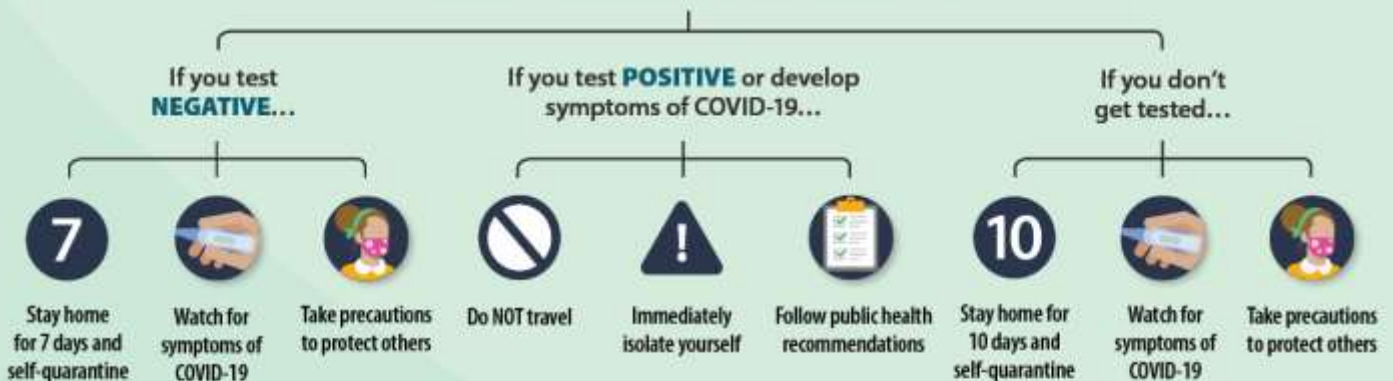 If you test
NEGATIVE...
If you test POSITIVE or develop
symptoms of COVID-19...
If you don't
get tested...
7
Stay home
for 7 days and
self-quarantine
Watch for
symptoms of
COVID-19
Take precautions
to protect others
Do NOT travel
!
Immediately
isolate yourself
Follow public health
recommendations
10
Stay home for
10 days and
self-quarantine
Watch for
symptoms of
COVID-19
Take precautions
to protect others